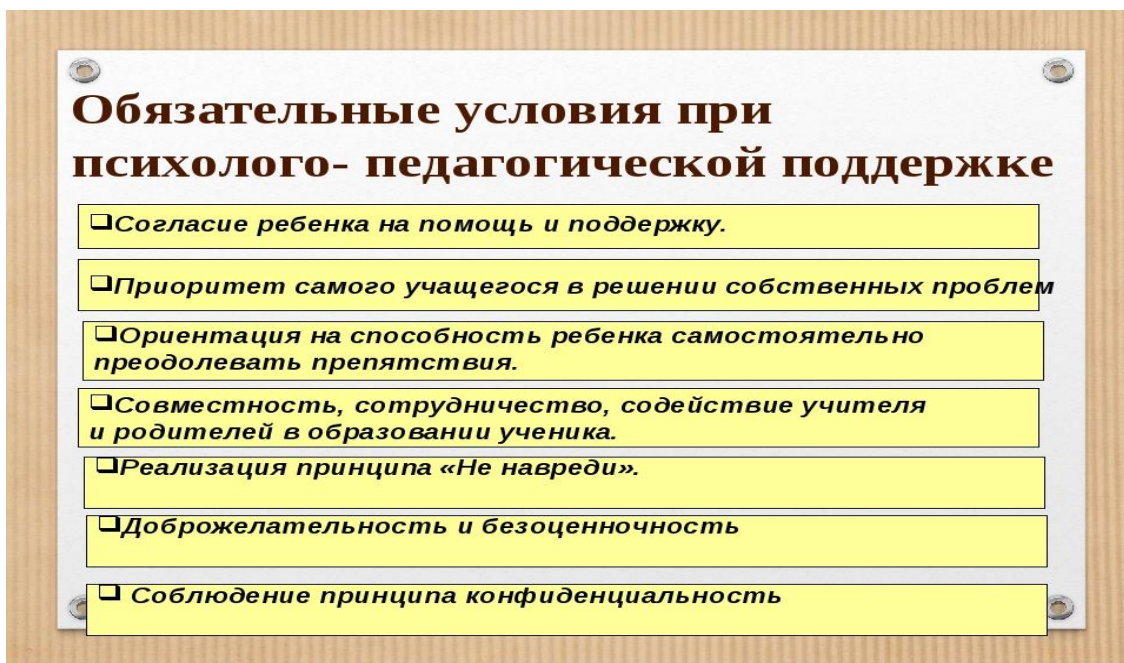 Обязательные условия при
психолого- педагогической поддержке
❑Согласие ребенка на помощь и поддержку.
❑Приоритет самого учащегося в решении собственных проблем
❑Ориентация на способность ребенка самостоятельно
преодолевать препятствия.
❑Совместность, сотрудничество, содействие учителя
и родителей в образовании ученика.
❑Реализация принципа «Не навреди».
❑Доброжелательность и безоценночность
❑ Соблюдение принципа конфиденциальность